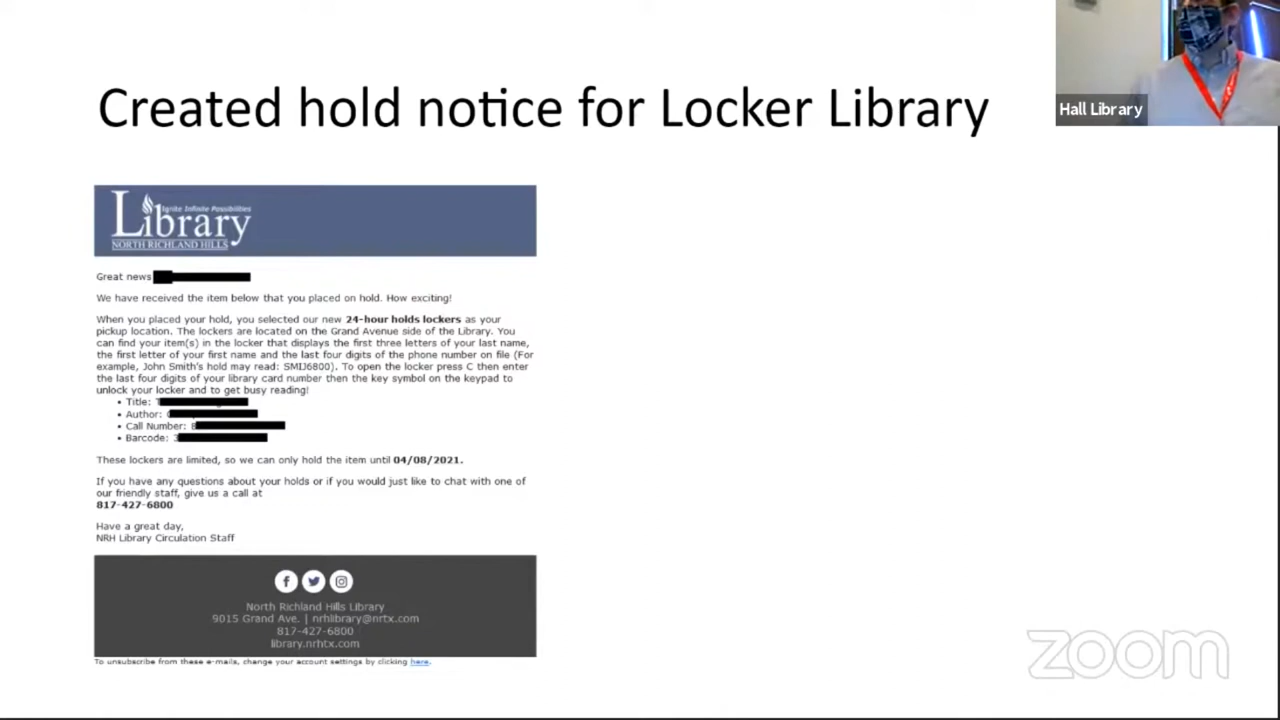 Created hold notice for Locker Library
Hall Library
Ignite Infinite Possibilities
Library
NORTH RICHLAND HILLS
Great news
We have received the item below that you placed on hold. How exciting!
When you placed your hold, you selected our new 24-hour holds lockers as your
pickup location. The lockers are located on the Grand Avenue side of the Library. You
can find your item(s) in the locker that displays the first three letters of your last name,
the first letter of your first name and the last four digits of the phone number on file (For
example, John Smith's hold may read: SMIJ6800). To open the locker press C then enter
the last four digits of your library card number then the key symbol on the keypad to
unlock your locker and to get busy reading!
• Title:
• Author:
• Call Number:
• Barcode:
These lockers are limited, so we can only hold the item until 04/08/2021.
If you have any questions about your holds or if you would just like to chat with one of
our friendly staff, give us a call at
817-427-6800
Have a great day,
NRH Library Circulation Staff
North Richland Hills Library
9015 Grand Ave. | nrhlibrary@nrtx.com
817-427-6800
library.nrhtx.com
To unsubscribe from these e-mails, change your account settings by clicking here.
zoom